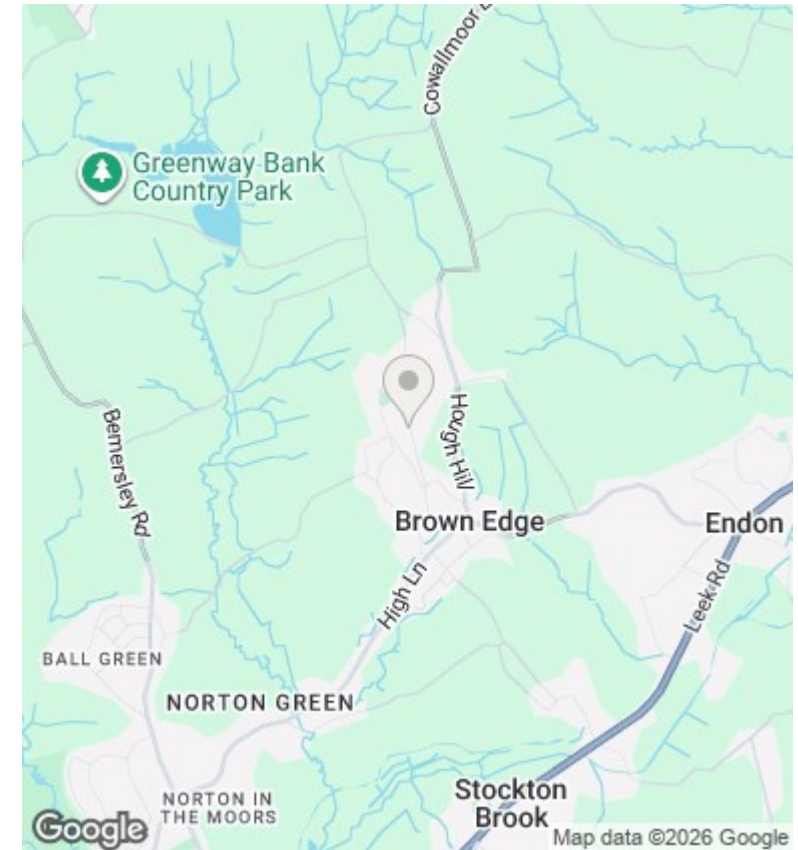 Cowallmoor L
Greenway Bank
Country Park
Hough Hill
Bemersley Rd
Brown Edge
Endon
High Ln
Leek Rd
BALL GREEN
NORTON GREEN
NORTON IN
THE MOORS
Stockton
Brook
Google
Map data ©2026 Google